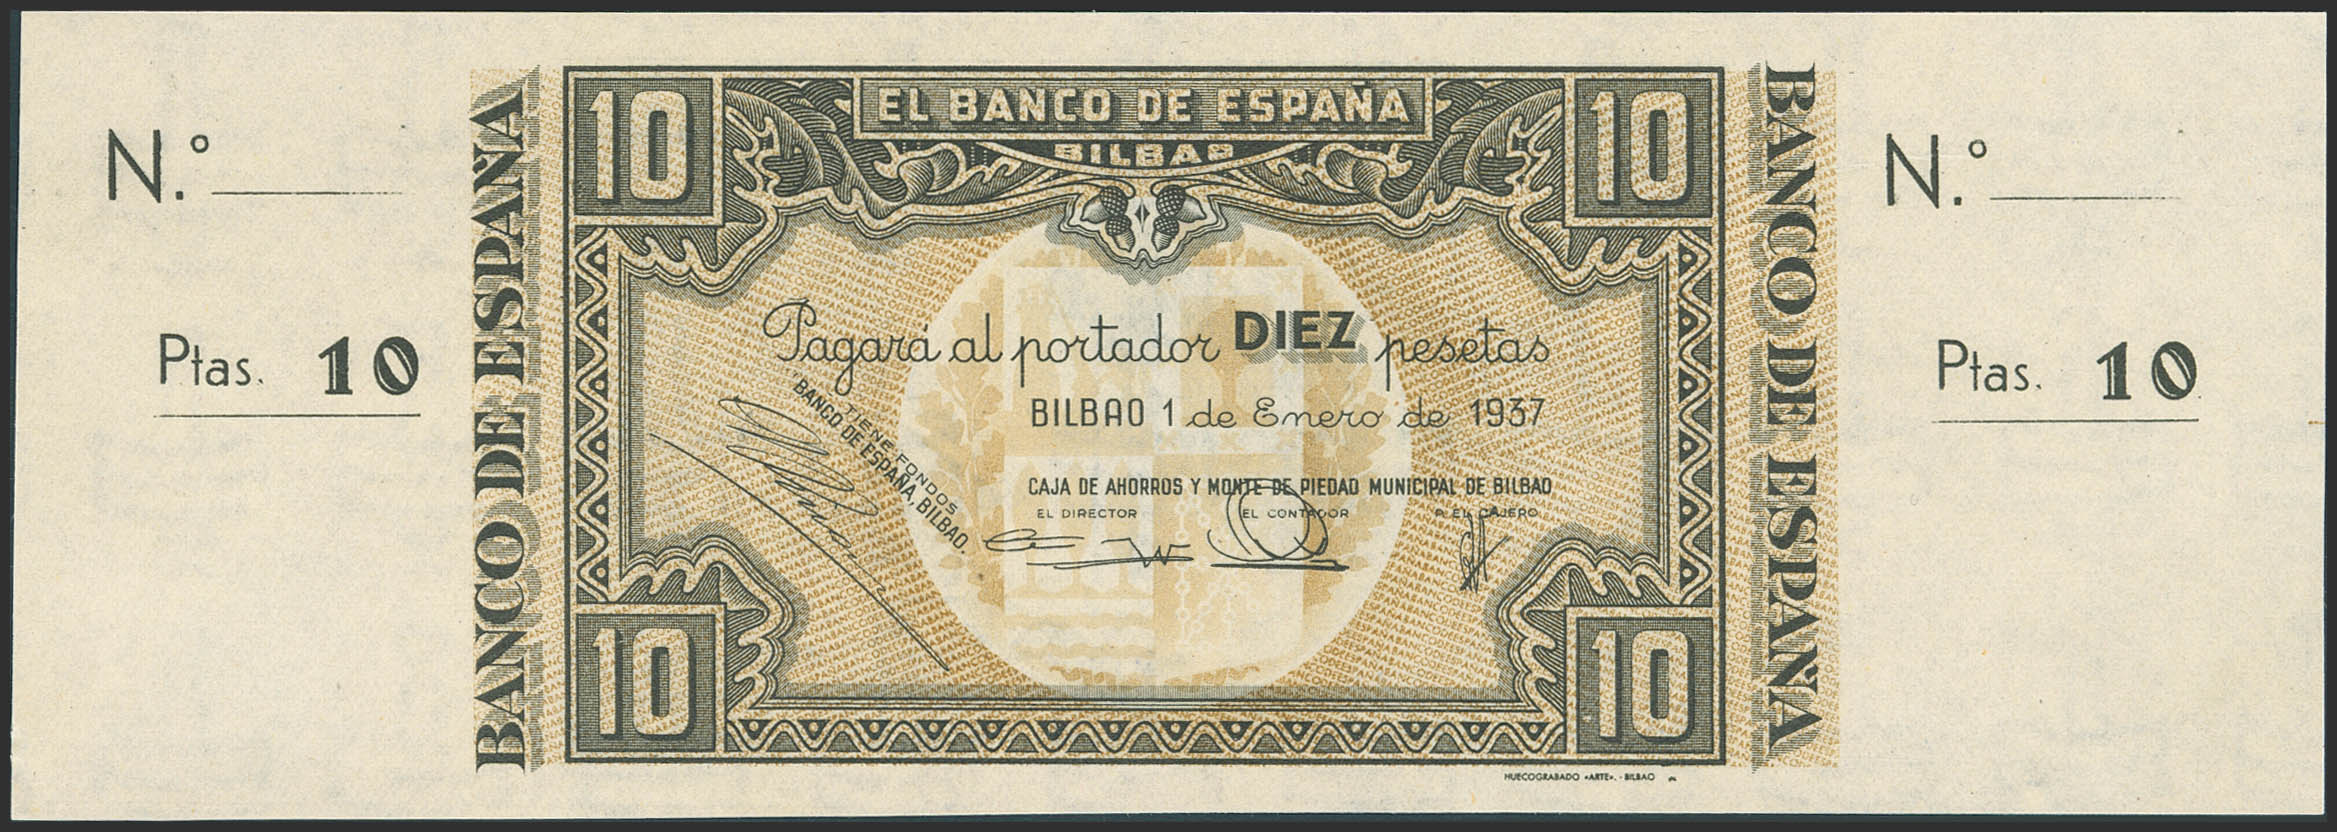 N.º
Ptas. 10
BANCO DE ESPAÑA
10
EL BANCO DE ESPAÑA
BILBAO
10
Pagará al portador DIEZ pesetas
BILBAO 1 de Enero de 1937
TIENE FONDOS
BANCO DE ESPAÑA, BILBAO.
CAJA DE AHORROS Y MONTE DE PIEDAD MUNICIPAL DE BILBAO
EL DIRECTOR EL CONTADOR P. EL CAJERO
10
10
HUECOGRABADO «ARTE». - BILBAO
BANCO DE ESPAÑA
N.º
Ptas. 10